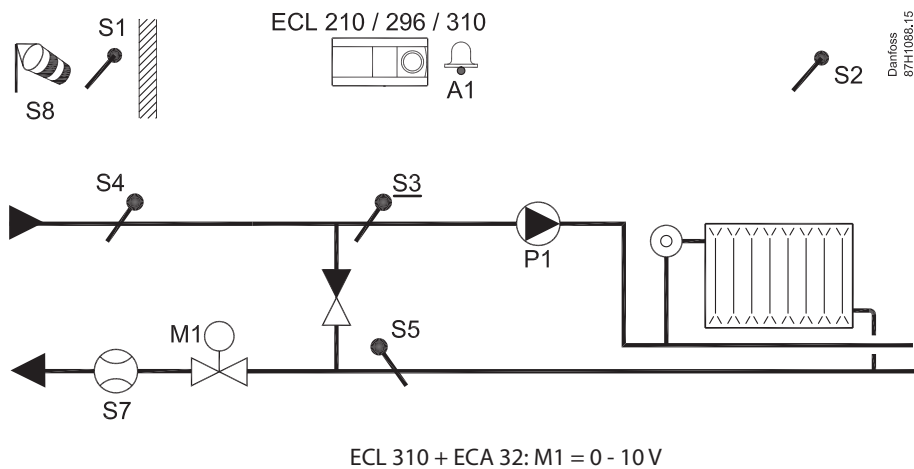 S1
ECL 210 / 296 / 310
Danfoss
87H1088.15
S8
A1
S2
S4
S3
P1
M1
S5
S7
ECL 310 + ECA 32: M1 = 0 - 10 V